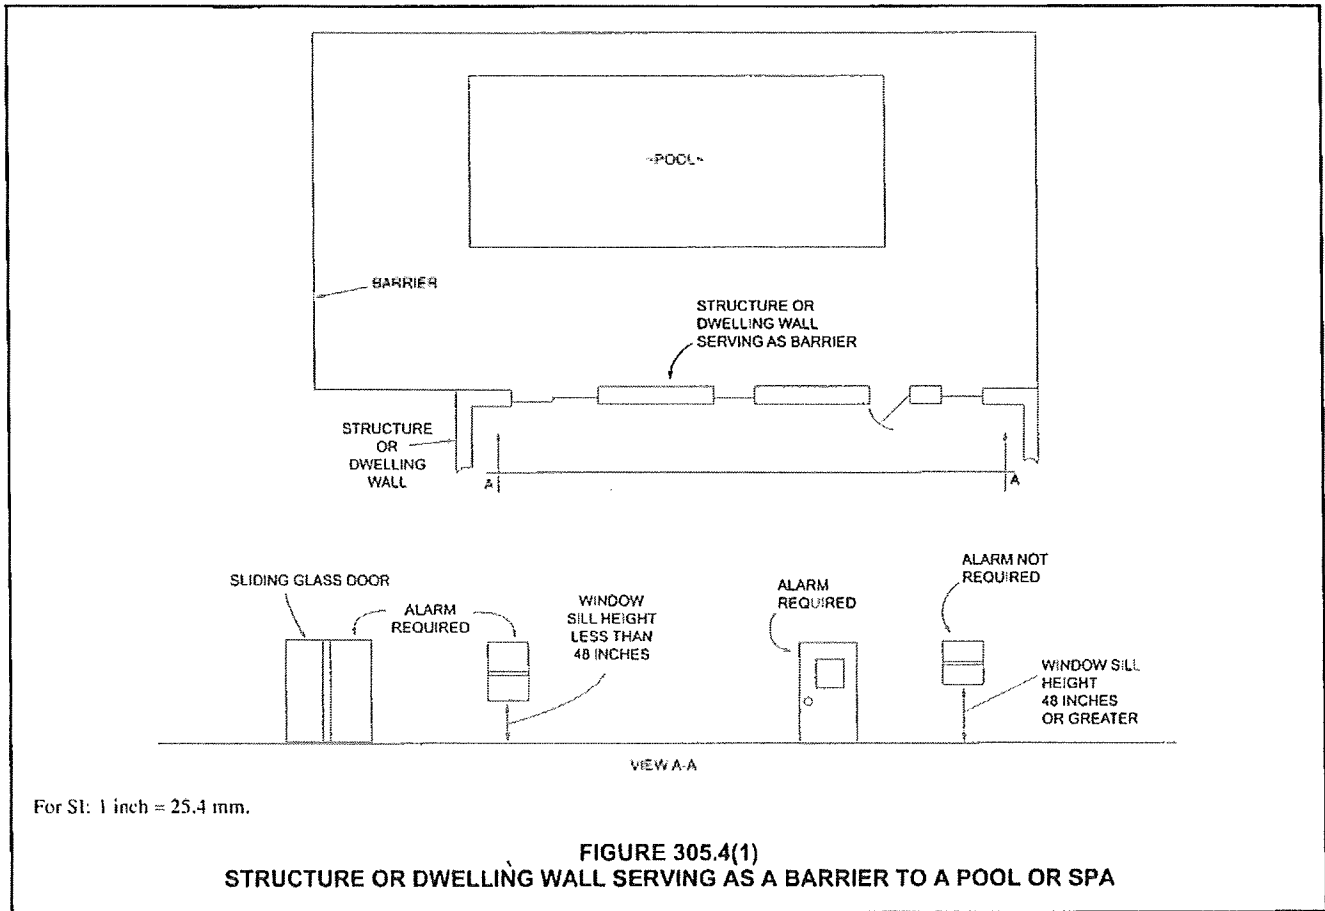 ~POOL~
BARRIER
STRUCTURE OR
DWELLING WALL
SERVING AS BARRIER
STRUCTURE
OR
DWELLING
WALL
A
A
SLIDING GLASS DOOR
ALARM
REQUIRED
WINDOW
SILL HEIGHT
LESS THAN
48 INCHES
ALARM
REQUIRED
ALARM NOT
REQUIRED
WINDOW SILL
HEIGHT
48 INCHES
OR GREATER
VIEW A-A
For SI: 1 inch = 25.4 mm.
FIGURE 305.4(1)
STRUCTURE OR DWELLING WALL SERVING AS A BARRIER TO A POOL OR SPA